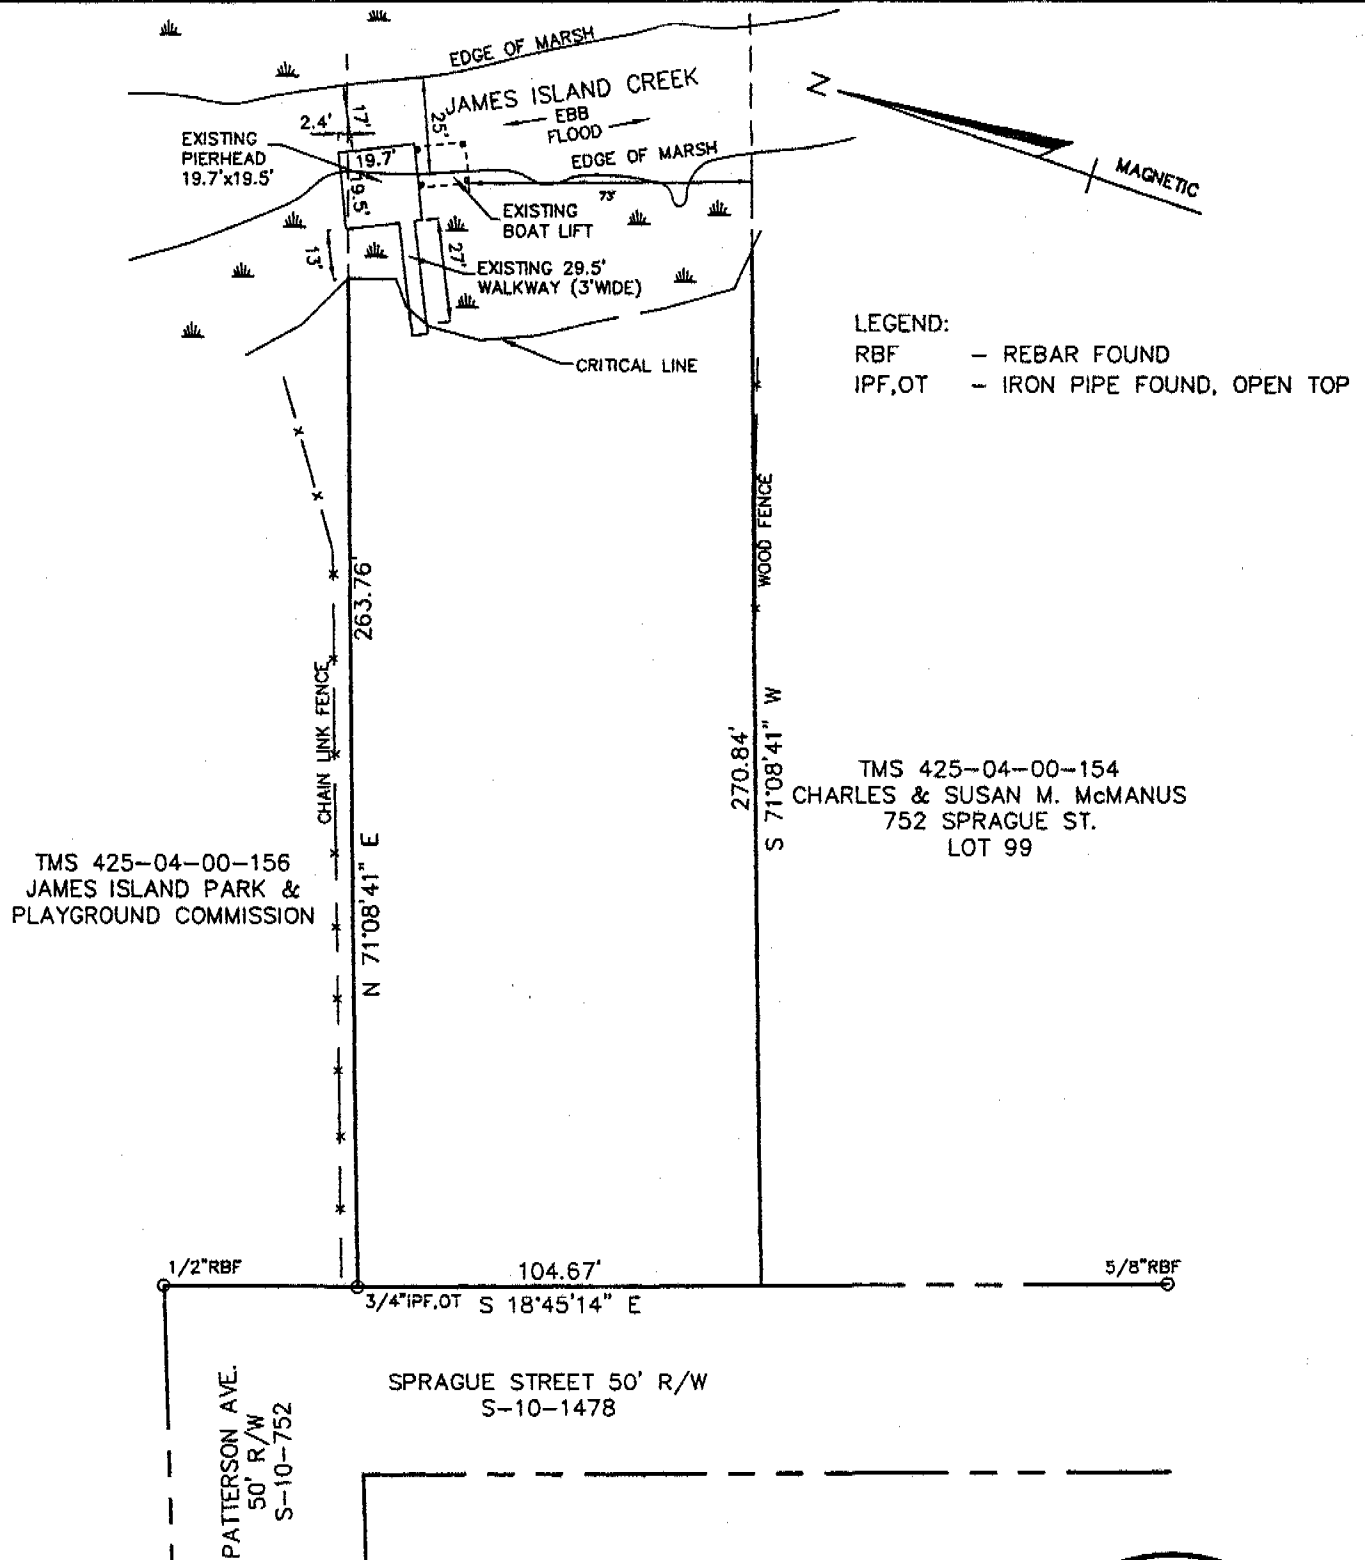 EDGE OF MARSH
JAMES ISLAND CREEK
EBB
FLOOD
EDGE OF MARSH
17'
25'
2.4'
EXISTING
PIERHEAD
19.7'x19.5'
19.7'
19.5'
73'
EXISTING
BOAT LIFT
13'
27'
EXISTING 29.5'
WALKWAY (3'WIDE)
CRITICAL LINE
N
MAGNETIC
LEGEND:
RBF - REBAR FOUND
IPF,OT - IRON PIPE FOUND, OPEN TOP
WOOD FENCE
263.76'
N 71°08'41" E
CHAIN LINK FENCE
270.84'
S 71°08'41" W
TMS 425-04-00-154
CHARLES & SUSAN M. McMANUS
752 SPRAGUE ST.
LOT 99
TMS 425-04-00-156
JAMES ISLAND PARK &
PLAYGROUND COMMISSION
1/2"RBF
104.67'
5/8"RBF
3/4"IPF,OT
S 18°45'14" E
SPRAGUE STREET 50' R/W
S-10-1478
PATTERSON AVE.
50' R/W
S-10-752